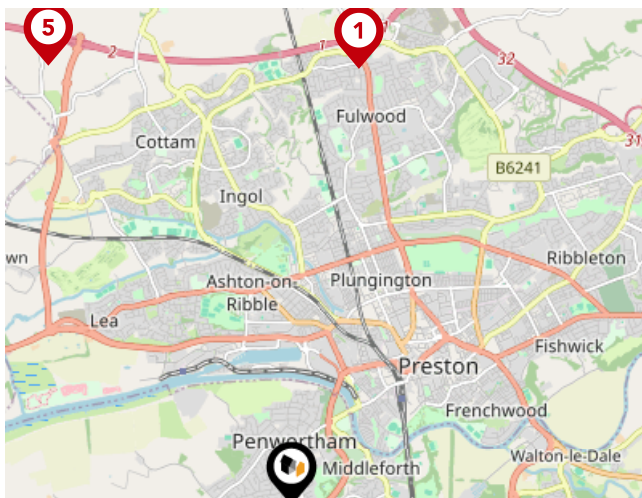 5
1
2
1
32
Fulwood
31
Cottam
B6241
Ingol
Ribbleton
wn
Ashton-on-
Ribble
Plungington
Lea
Fishwick
Preston
Frenchwood
Penwortham
Walton-le-Dale
Middleforth